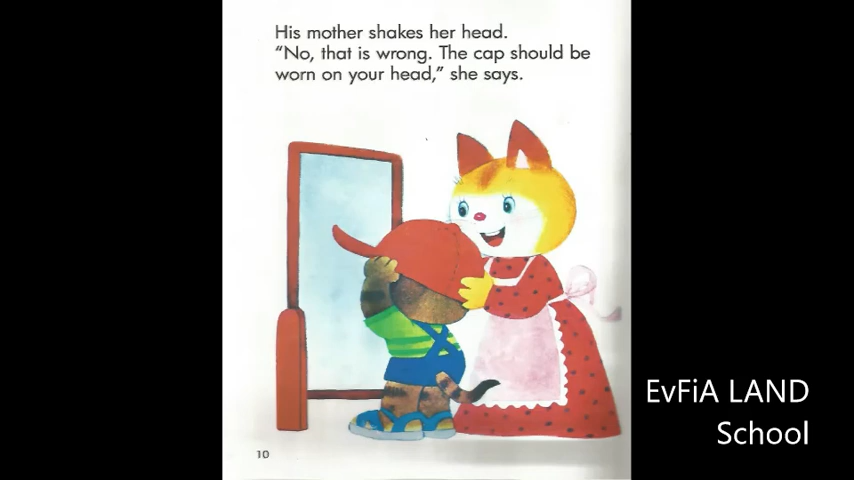 His mother shakes her head.
“No, that is wrong. The cap should be
worn on your head,” she says.
10
EvFiA LAND
School